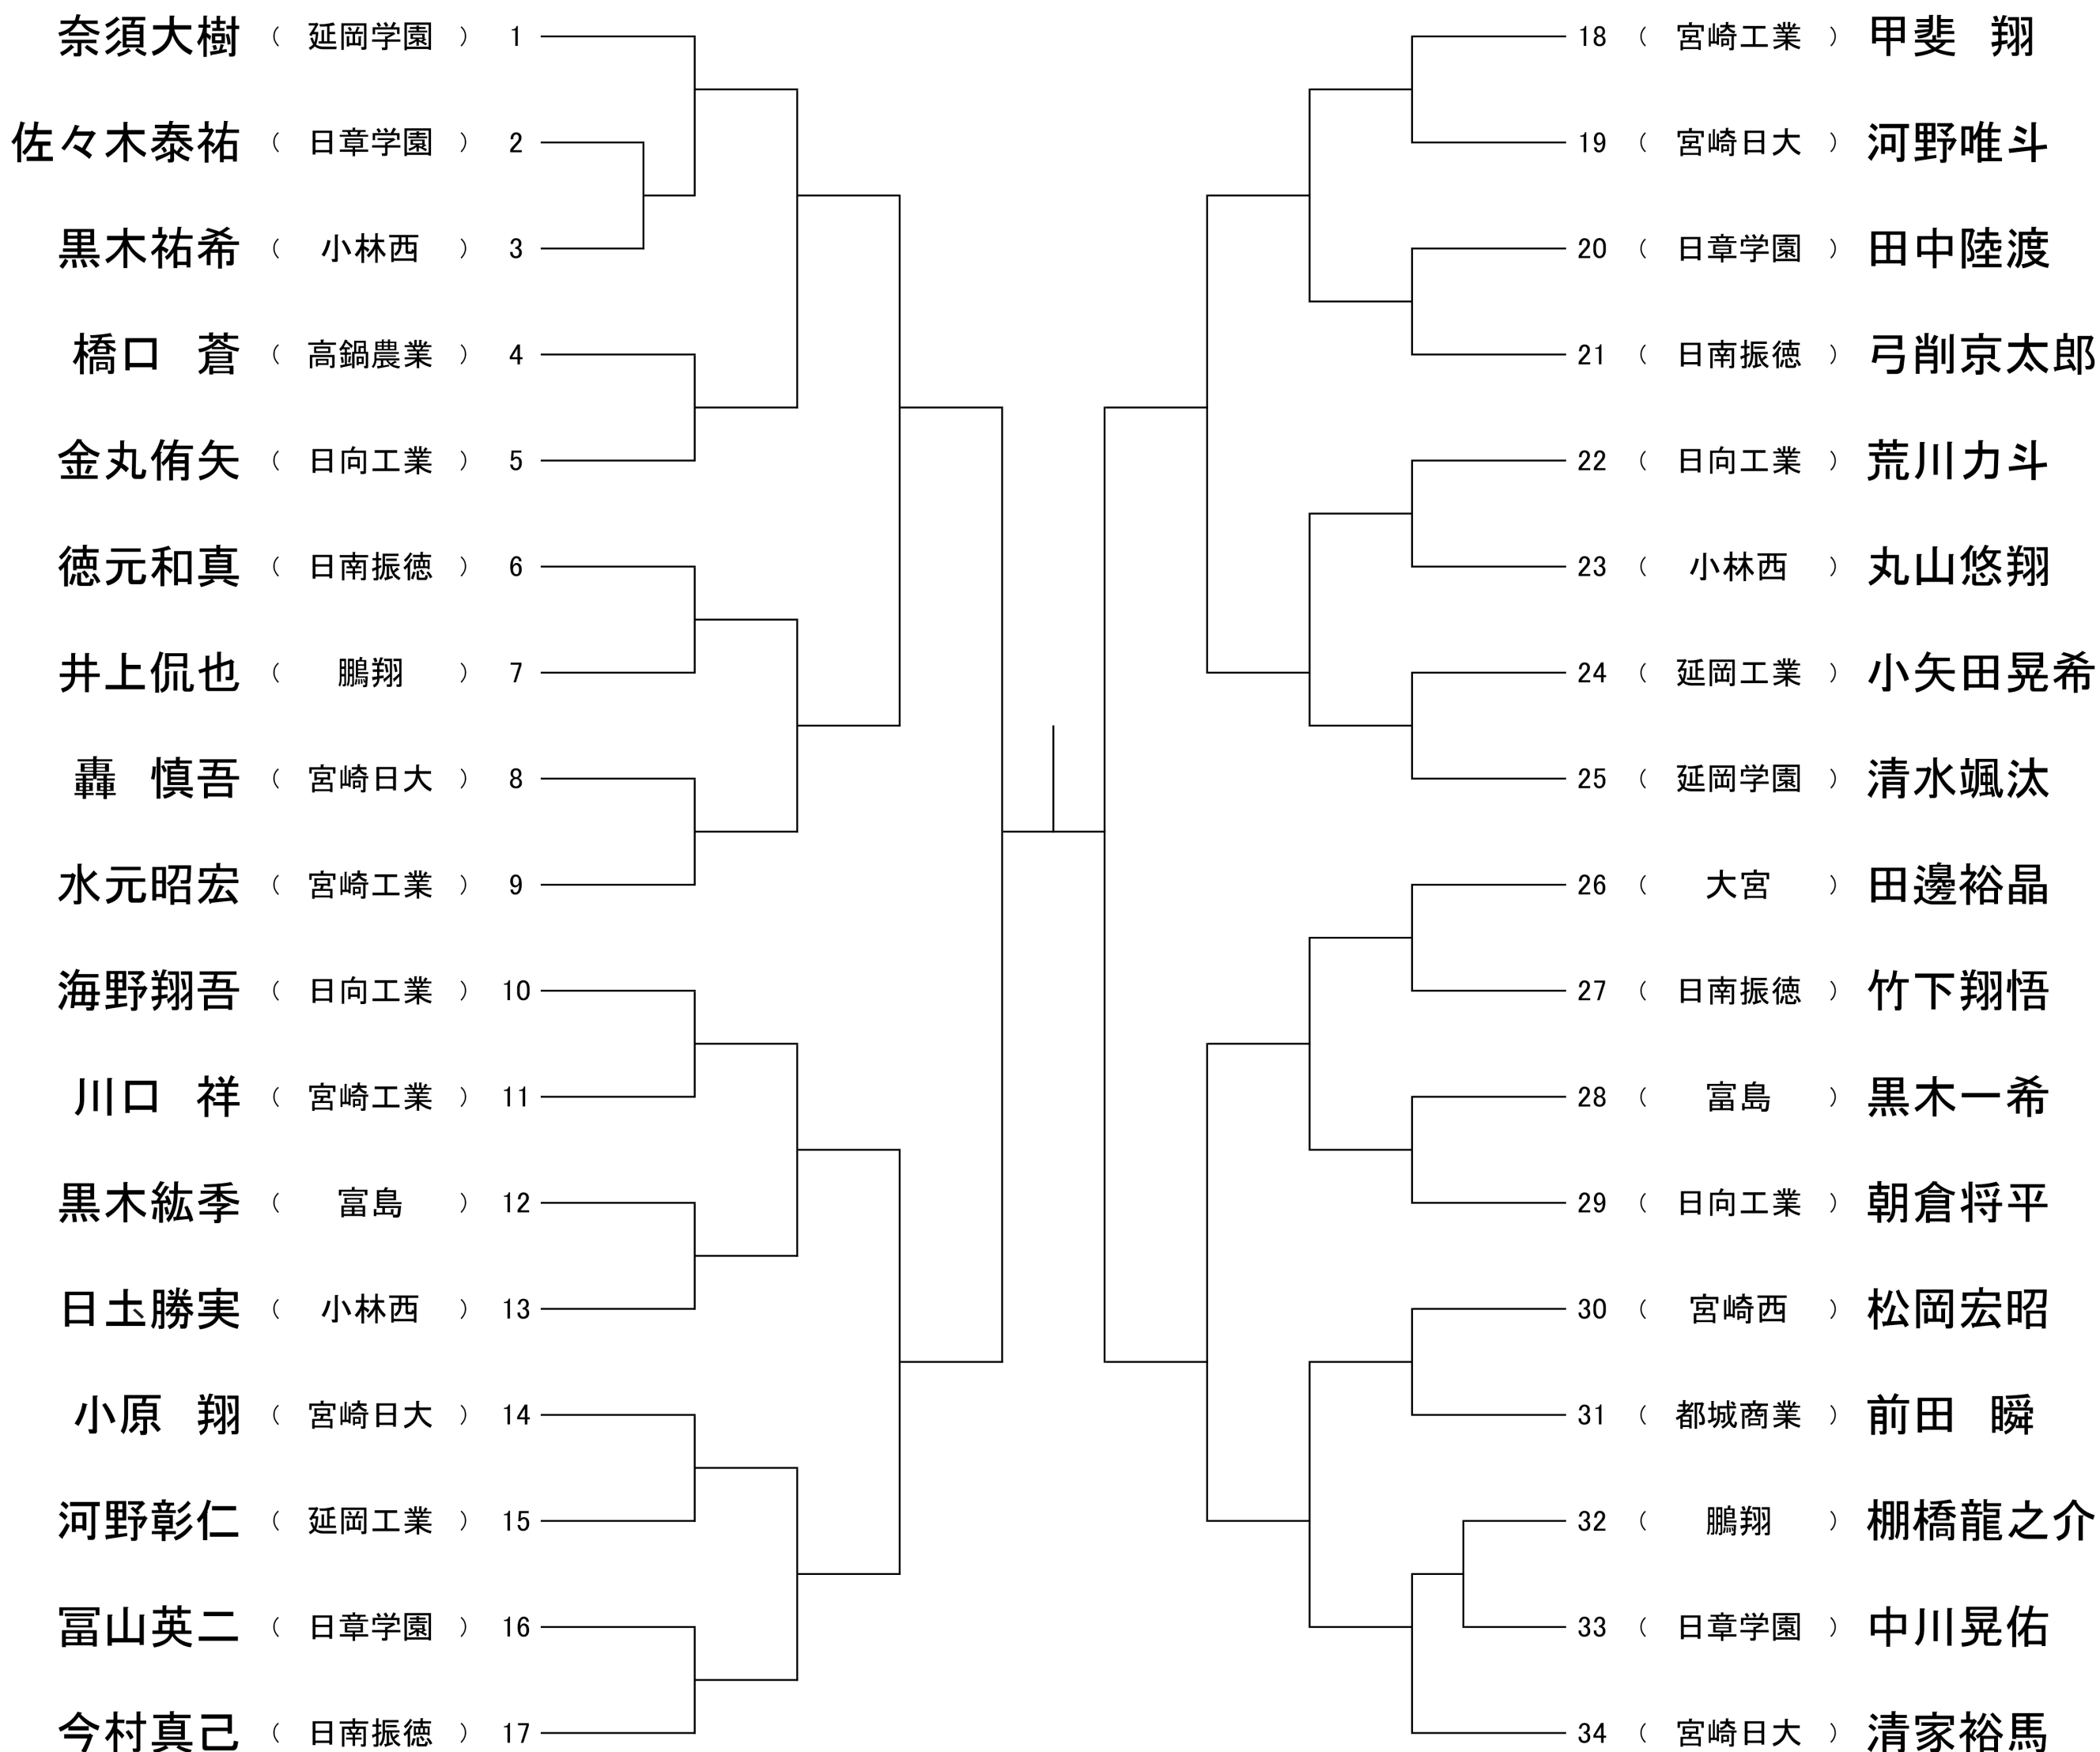 奈須大樹 （ 延岡学園 ） 1
佐々木泰祐 （ 日章学園 ） 2
黒木祐希 （ 小林西 ） 3
橋口 蒼 （ 高鍋農業 ） 4
金丸侑矢 （ 日向工業 ） 5
徳元和真 （ 日南振徳 ） 6
井上侃也 （ 鵬翔 ） 7
轟 慎吾 （ 宮崎日大 ） 8
水元昭宏 （ 宮崎工業 ） 9
海野翔吾 （ 日向工業 ） 10
川口 祥 （ 宮崎工業 ） 11
黒木紘季 （ 富島 ） 12
日圡勝実 （ 小林西 ） 13
小原 翔 （ 宮崎日大 ） 14
河野彰仁 （ 延岡工業 ） 15
冨山英二 （ 日章学園 ） 16
今村真己 （ 日南振徳 ） 17
18 （ 宮崎工業 ） 甲斐 翔
19 （ 宮崎日大 ） 河野唯斗
20 （ 日章学園 ） 田中陸渡
21 （ 日南振徳 ） 弓削京太郎
22 （ 日向工業 ） 荒川力斗
23 （ 小林西 ） 丸山悠翔
24 （ 延岡工業 ） 小矢田晃希
25 （ 延岡学園 ） 清水颯汰
26 （ 大宮 ） 田邊裕晶
27 （ 日南振徳 ） 竹下翔悟
28 （ 富島 ） 黒木一希
29 （ 日向工業 ） 朝倉将平
30 （ 宮崎西 ） 松岡宏昭
31 （ 都城商業 ） 前田 瞬
32 （ 鵬翔 ） 棚橋龍之介
33 （ 日章学園 ） 中川晃佑
34 （ 宮崎日大 ） 清家裕馬